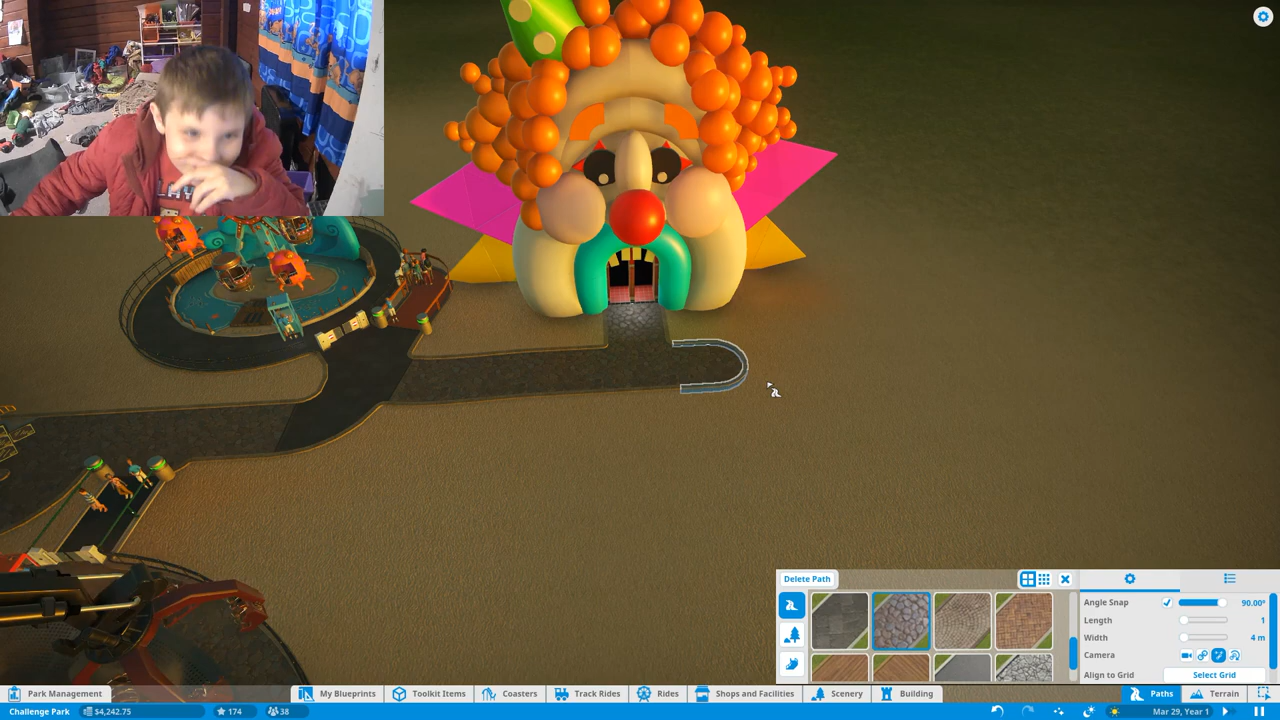 Delete Path
Angle Snap 90.00°
Length 1
Width 4 m
Camera
Align to Grid Select Grid
Park Management My Blueprints Toolkit Items Coasters Track Rides Rides Shops and Facilities Scenery Building Paths Terrain
Challenge Park $4,242.75 174 38 Mar 29, Year 1